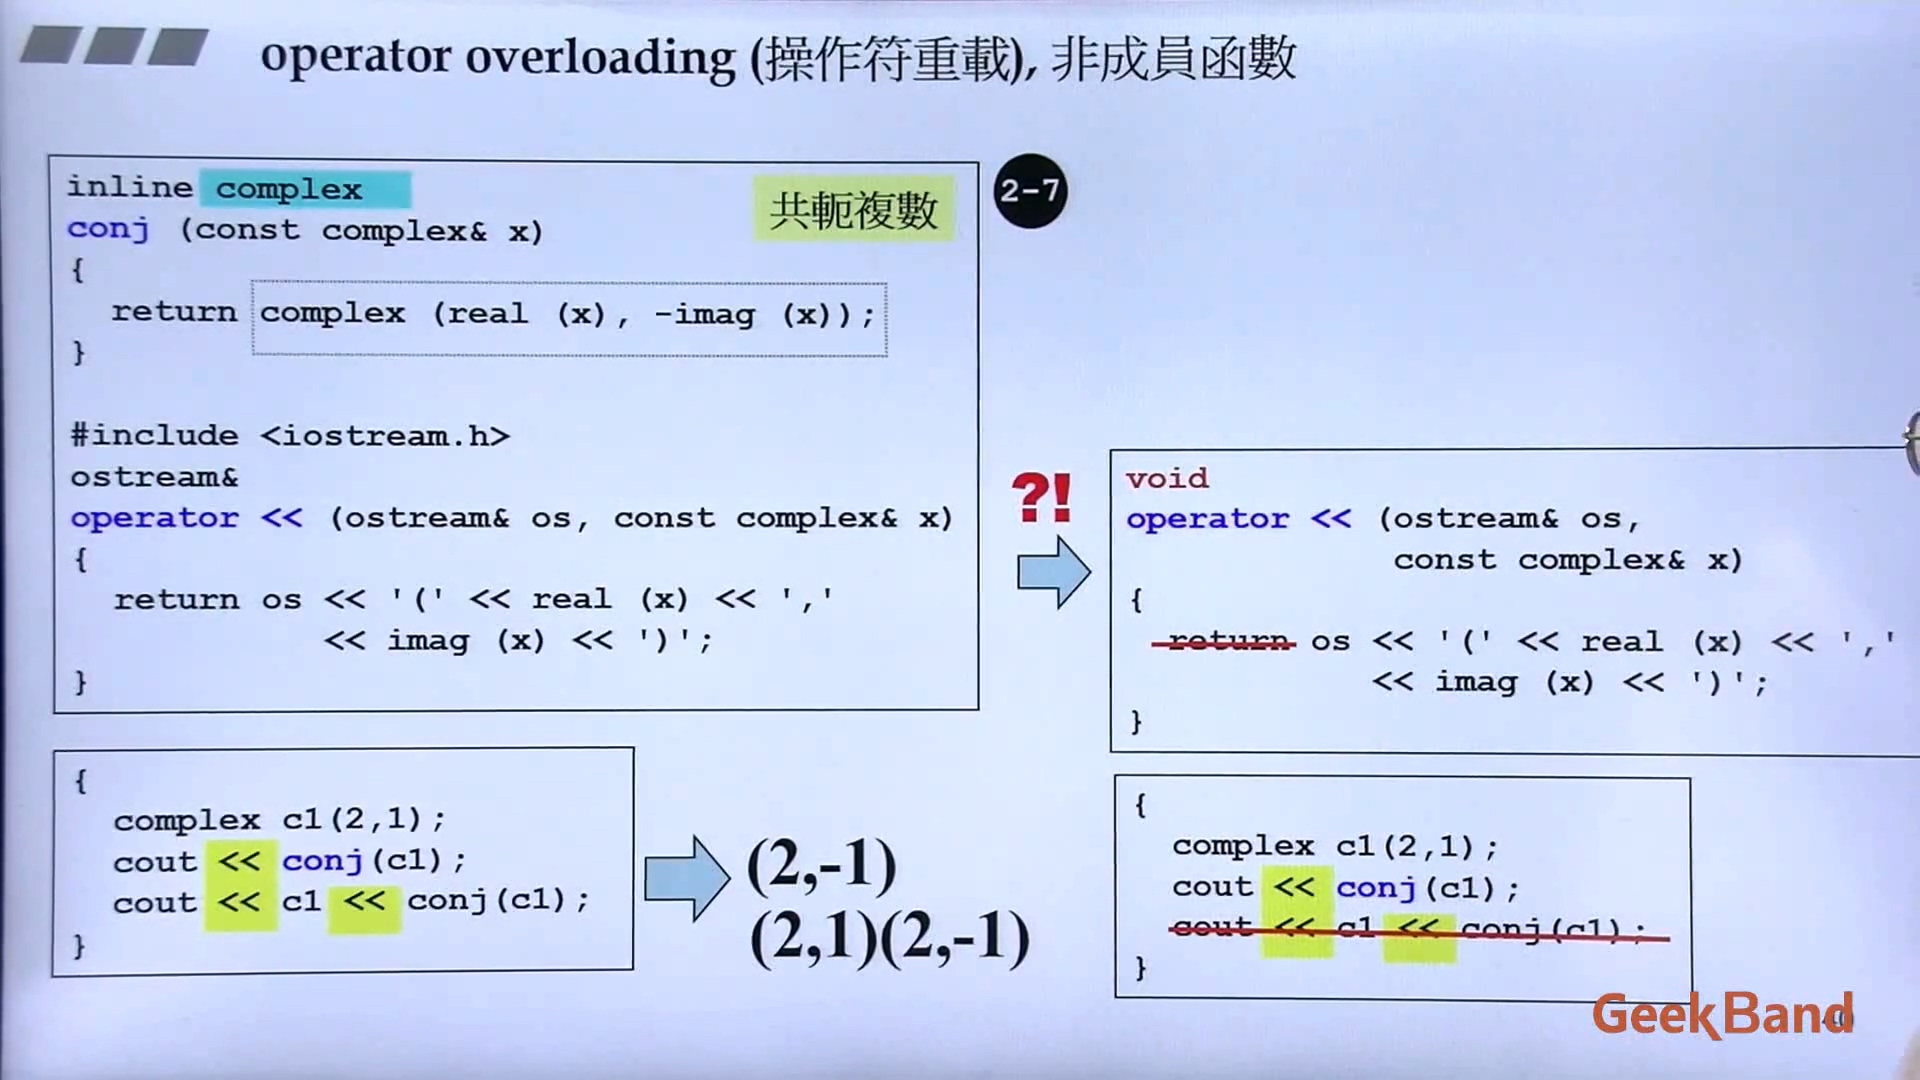 operator overloading (操作符重載), 非成員函數
inline complex
conj (const complex& x)
{
return complex (real (x), -imag (x));
}
共軛複數
2-7
#include <iostream.h>
ostream&
operator << (ostream& os, const complex& x)
{
return os << '(' << real (x) << ','
<< imag (x) << ')';
}
?!
void
operator << (ostream& os,
const complex& x)
{
return os << '(' << real (x) << ','
<< imag (x) << ')';
}
{
complex c1(2,1);
cout << conj(c1);
cout << c1 << conj(c1);
}
(2,-1)
(2,1)(2,-1)
{
complex c1(2,1);
cout << conj(c1);
cout << c1 << conj(c1);
}
GeekBand